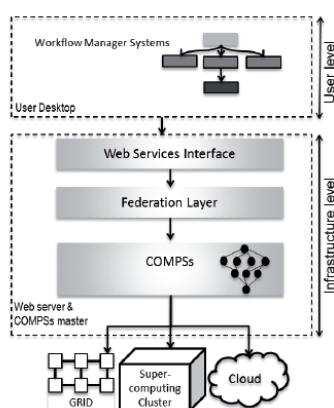 Workflow Manager Systems
User Desktop
User level
Web Services Interface
Federation Layer
COMPSs
Web server &
COMPSs master
Infrastructure level
GRID
Super-
computing
Cluster
Cloud